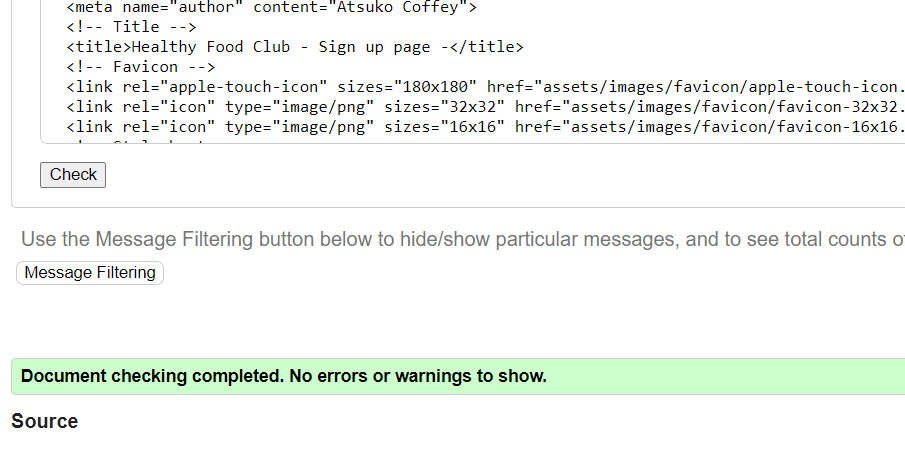 <meta name="author" content="Atsuko Coffey">
<!-- Title -->
<title>Healthy Food Club - Sign up page -</title>
<!-- Favicon -->
<link rel="apple-touch-icon" sizes="180x180" href="assets/images/favicon/apple-touch-icon.
<link rel="icon" type="image/png" sizes="32x32" href="assets/images/favicon/favicon-32x32.
<link rel="icon" type="image/png" sizes="16x16" href="assets/images/favicon/favicon-16x16.
Check
Use the Message Filtering button below to hide/show particular messages, and to see total counts of
Message Filtering
Document checking completed. No errors or warnings to show.
Source